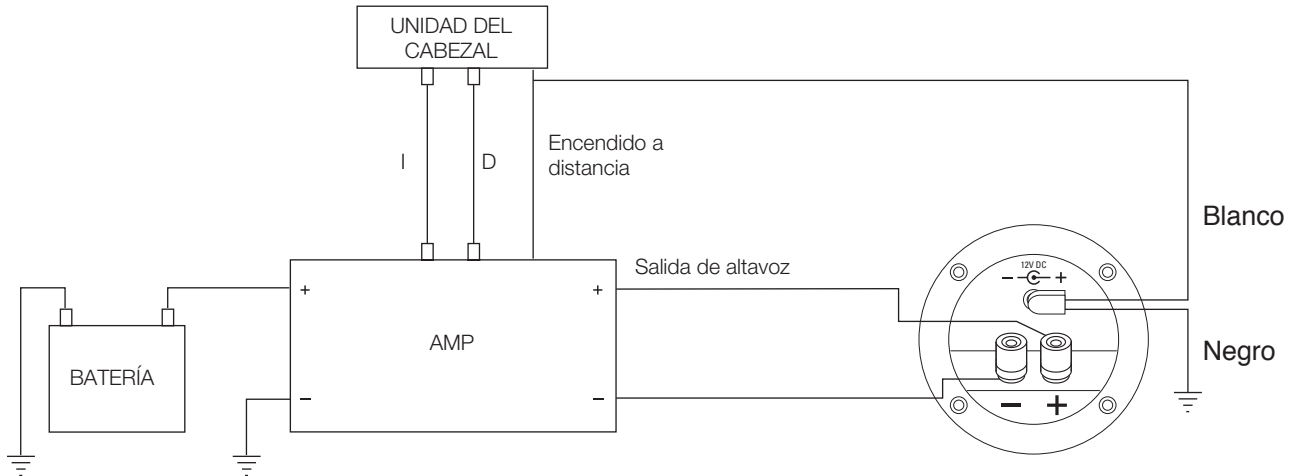 UNIDAD DEL
CABEZAL
I
D
Encendido a
distancia
Blanco
Salida de altavoz
12V DC
− +
+
+
AMP
BATERÍA
Negro
−
−
− +